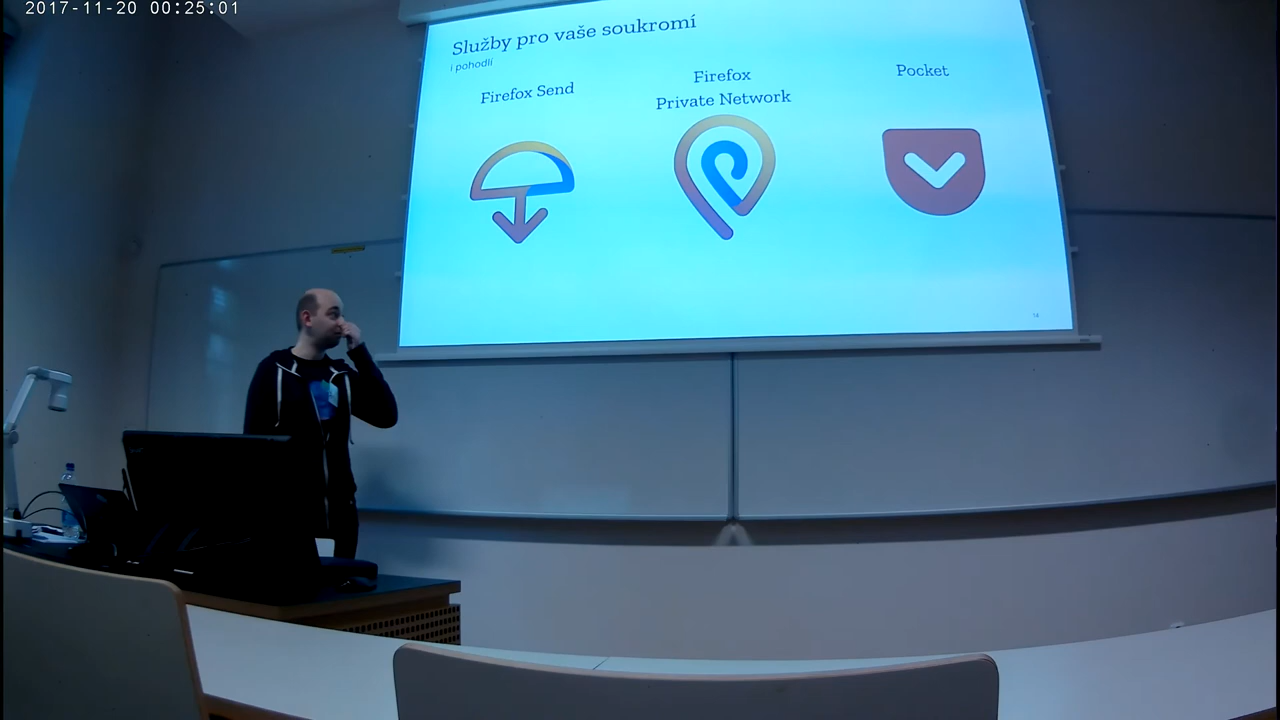 2017-11-20 00:25:01
Služby pro vaše soukromí
i pohodlí
Firefox Send
Firefox
Private Network
Pocket